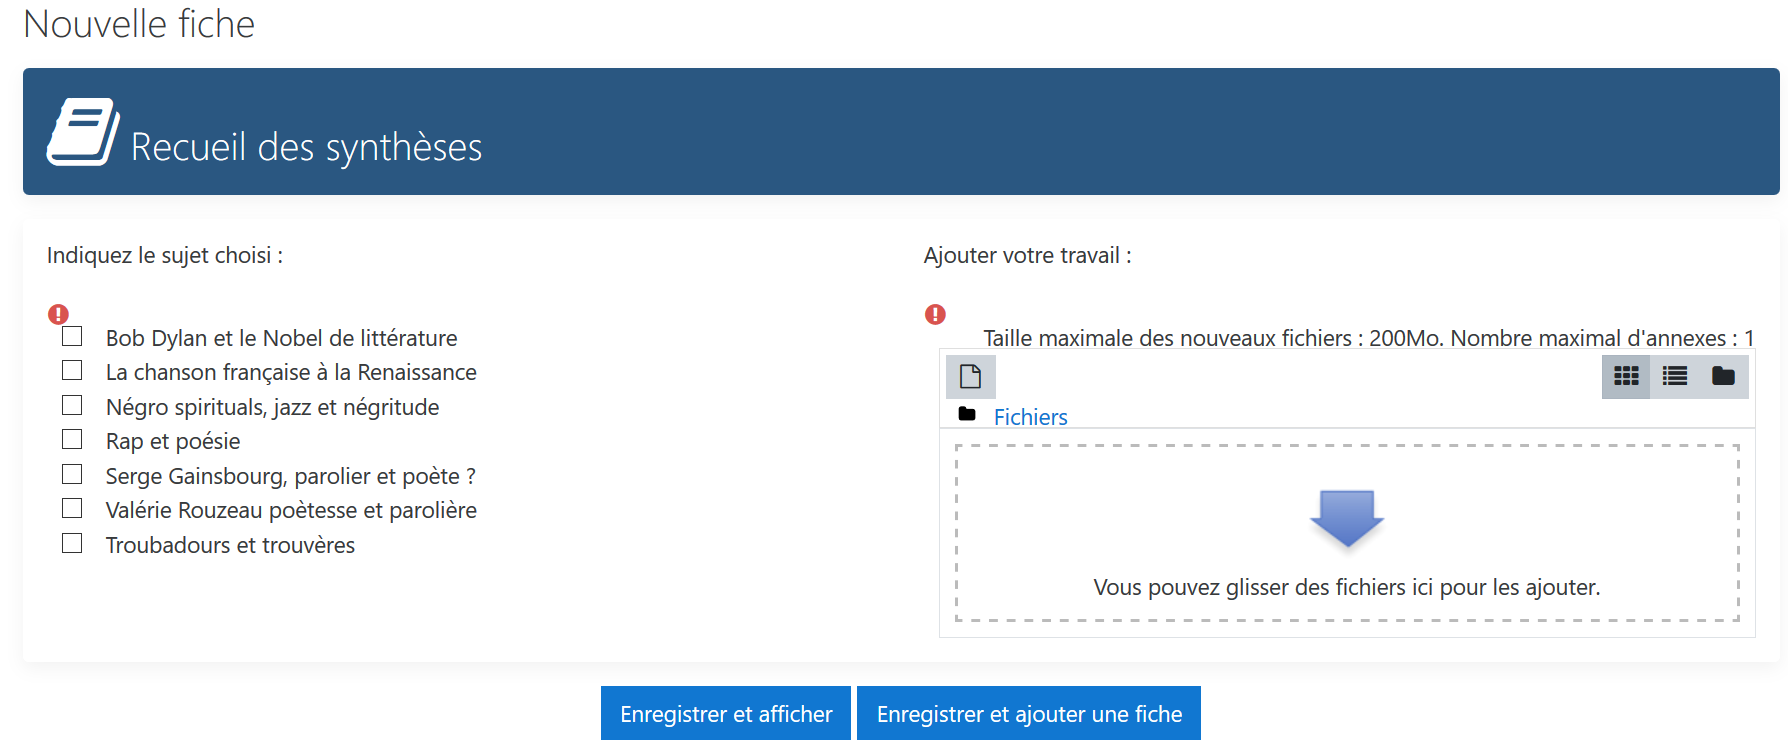 Nouvelle fiche
Recueil des synthèses
Indiquez le sujet choisi :
Bob Dylan et le Nobel de littérature
La chanson française à la Renaissance
Négro spirituals, jazz et négritude
Rap et poésie
Serge Gainsbourg, parolier et poète ?
Valérie Rouzeau poètesse et parolière
Troubadours et trouvères
Ajouter votre travail :
Taille maximale des nouveaux fichiers : 200Mo. Nombre maximal d'annexes : 1
Fichiers
Vous pouvez glisser des fichiers ici pour les ajouter.
Enregistrer et afficher
Enregistrer et ajouter une fiche